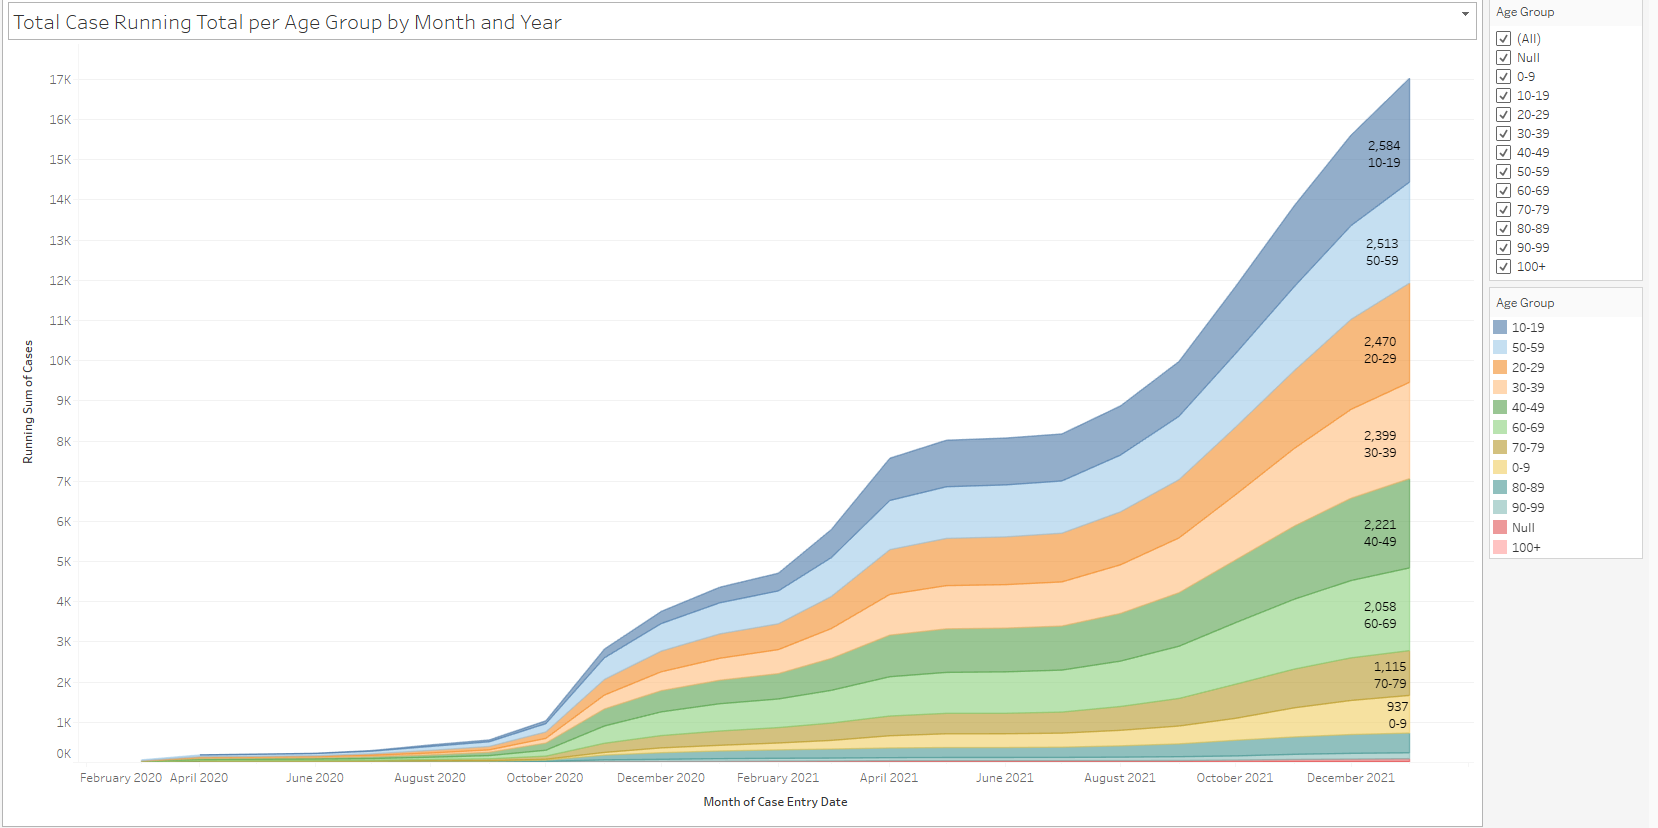 Total Case Running Total per Age Group by Month and Year
17K
16K
15K
14K
13K
12K
11K
10K
9K
8K
7K
6K
5K
4K
3K
2K
1K
0K
Running Sum of Cases
2,584
10-19
2,513
50-59
2,470
20-29
2,399
30-39
2,221
40-49
2,058
60-69
1,115
70-79
937
0-9
February 2020
April 2020
June 2020
August 2020
October 2020
December 2020
February 2021
April 2021
June 2021
August 2021
October 2021
December 2021
Month of Case Entry Date
Age Group
(All)
Null
0-9
10-19
20-29
30-39
40-49
50-59
60-69
70-79
80-89
90-99
100+
Age Group
10-19
50-59
20-29
30-39
40-49
60-69
70-79
0-9
80-89
90-99
Null
100+